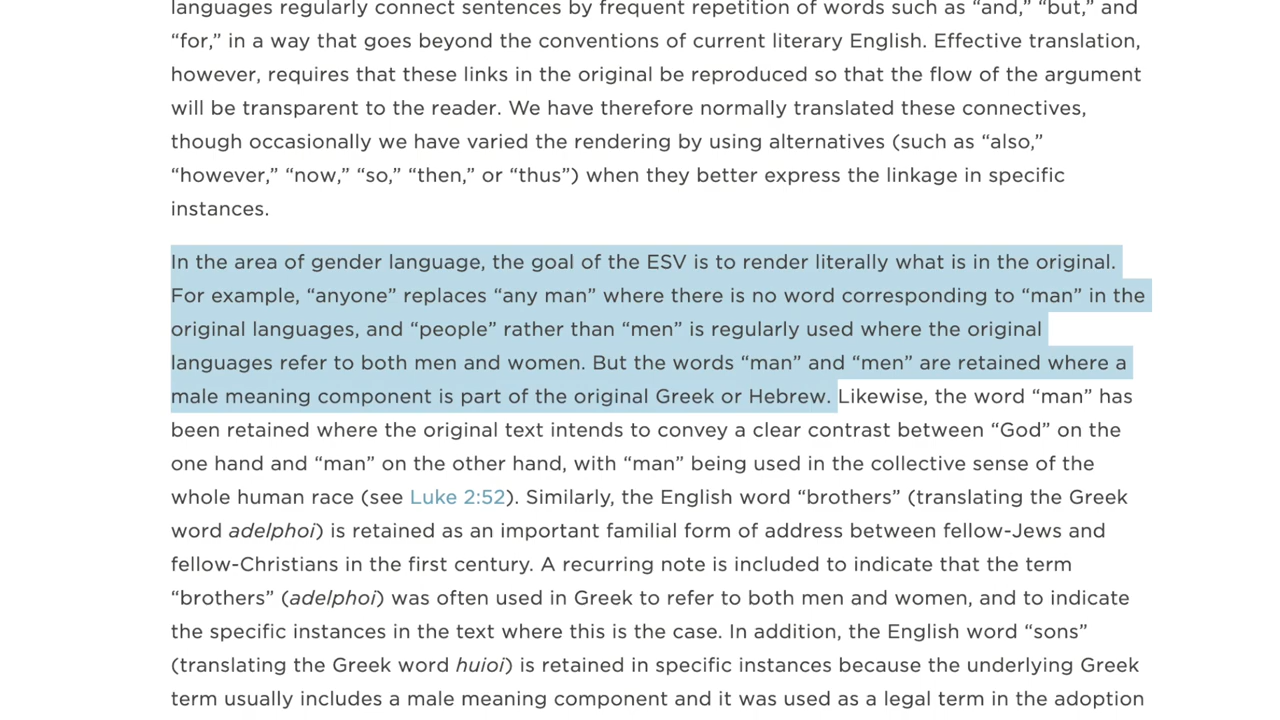 languages regularly connect sentences by frequent repetition of words such as “and,” “but,” and
“for,” in a way that goes beyond the conventions of current literary English. Effective translation,
however, requires that these links in the original be reproduced so that the flow of the argument
will be transparent to the reader. We have therefore normally translated these connectives,
though occasionally we have varied the rendering by using alternatives (such as “also,”
“however,” “now,” “so,” “then,” or “thus”) when they better express the linkage in specific
instances.
In the area of gender language, the goal of the ESV is to render literally what is in the original.
For example, “anyone” replaces “any man” where there is no word corresponding to “man” in the
original languages, and “people” rather than “men” is regularly used where the original
languages refer to both men and women. But the words “man” and “men” are retained where a
male meaning component is part of the original Greek or Hebrew. Likewise, the word “man” has
been retained where the original text intends to convey a clear contrast between “God” on the
one hand and “man” on the other hand, with “man” being used in the collective sense of the
whole human race (see Luke 2:52). Similarly, the English word “brothers” (translating the Greek
word adelphoi) is retained as an important familial form of address between fellow-Jews and
fellow-Christians in the first century. A recurring note is included to indicate that the term
“brothers” (adelphoi) was often used in Greek to refer to both men and women, and to indicate
the specific instances in the text where this is the case. In addition, the English word “sons”
(translating the Greek word huioi) is retained in specific instances because the underlying Greek
term usually includes a male meaning component and it was used as a legal term in the adoption